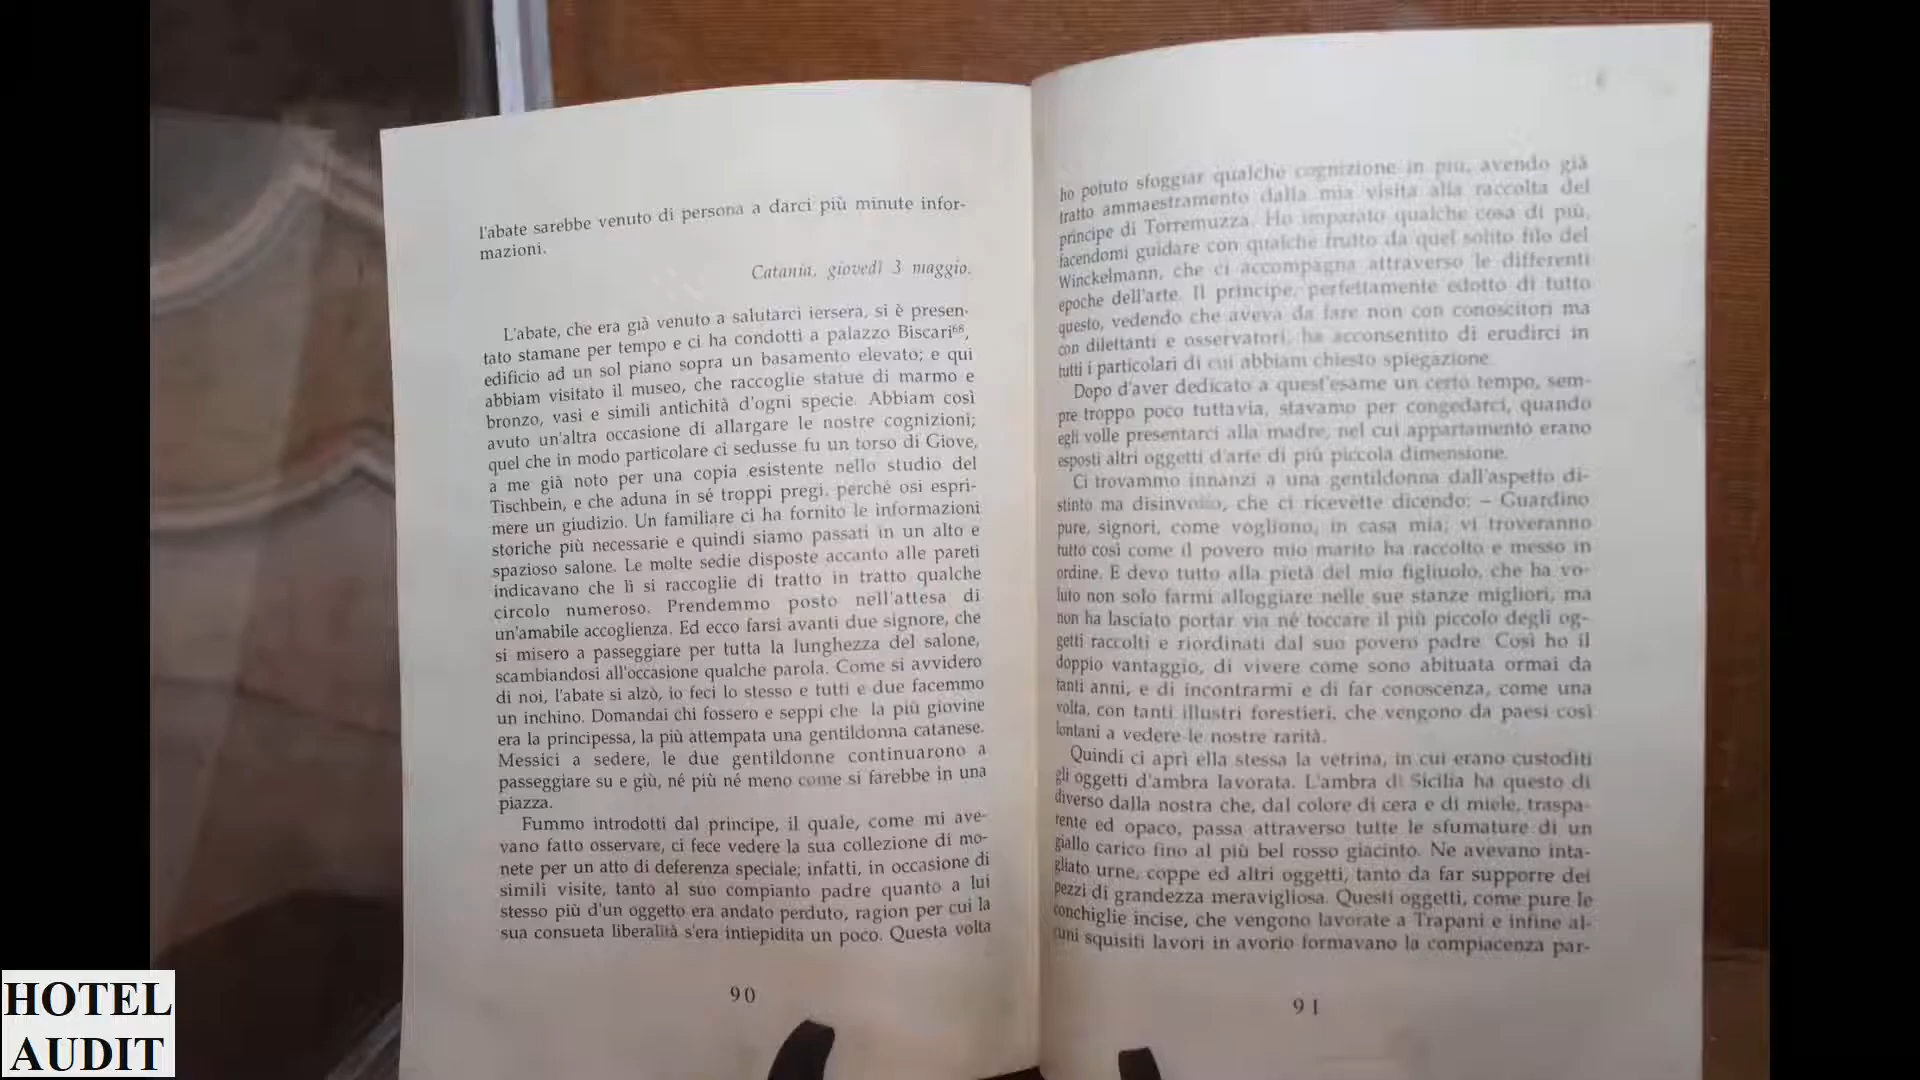 l'abate sarebbe venuto di persona a darci più minute infor-
mazioni.
Catania, giovedì 3 maggio.
L'abate, che era già venuto a salutarci iersera, si è presen-
tato stamane per tempo e ci ha condotti a palazzo Biscari⁶⁸,
edificio ad un sol piano sopra un basamento elevato; e qui
abbiam visitato il museo, che raccoglie statue di marmo e
bronzo, vasi e simili antichità d'ogni specie. Abbiam così
avuto un'altra occasione di allargare le nostre cognizioni;
quel che in modo particolare ci sedusse fu un torso di Giove,
a me già noto per una copia esistente nello studio del
Tischbein, e che aduna in sé troppi pregi, perché osi espri-
mere un giudizio. Un familiare ci ha fornito le informazioni
storiche più necessarie e quindi siamo passati in un alto e
spazioso salone. Le molte sedie disposte accanto alle pareti
indicavano che lì si raccoglie di tratto in tratto qualche
circolo numeroso. Prendemmo posto nell'attesa di
un'amabile accoglienza. Ed ecco farsi avanti due signore, che
si misero a passeggiare per tutta la lunghezza del salone,
scambiandosi all'occasione qualche parola. Come si avvidero
di noi, l'abate si alzò, io feci lo stesso e tutti e due facemmo
un inchino. Domandai chi fossero e seppi che la più giovine
era la principessa, la più attempata una gentildonna catanese.
Messici a sedere, le due gentildonne continuarono a
passeggiare su e giù, né più né meno come si farebbe in una
piazza.
Fummo introdotti dal principe, il quale, come mi ave-
vano fatto osservare, ci fece vedere la sua collezione di mo-
nete per un atto di deferenza speciale; infatti, in occasione di
simili visite, tanto al suo compianto padre quanto a lui
stesso più d'un oggetto era andato perduto, ragion per cui la
sua consueta liberalità s'era intiepidita un poco. Questa volta
90
ho potuto sfoggiar qualche cognizione in più, avendo già
tratto ammaestramento dalla mia visita alla raccolta del
principe di Torremuzza. Ho imparato qualche cosa di più,
facendomi guidare con qualche frutto da quel solito filo del
Winckelmann, che ci accompagna attraverso le differenti
epoche dell'arte. Il principe, perfettamente edotto di tutto
questo, vedendo che aveva da fare non con conoscitori ma
con dilettanti e osservatori, ha acconsentito di erudirci in
tutti i particolari di cui abbiam chiesto spiegazione.
Dopo d'aver dedicato a quest'esame un certo tempo, sem-
pre troppo poco tuttavia, stavamo per congedarci, quando
egli volle presentarci alla madre, nel cui appartamento erano
esposti altri oggetti d'arte di più piccola dimensione.
Ci trovammo innanzi a una gentildonna dall'aspetto di-
stinto ma disinvolto, che ci ricevette dicendo: – Guardino
pure, signori, come vogliono, in casa mia; vi troveranno
tutto così come il povero mio marito ha raccolto e messo in
ordine. E devo tutto alla pietà del mio figliuolo, che ha vo-
luto non solo farmi alloggiare nelle sue stanze migliori, ma
non ha lasciato portar via né toccare il più piccolo degli og-
getti raccolti e riordinati dal suo povero padre. Così ho il
doppio vantaggio, di vivere come sono abituata ormai da
tanti anni, e di incontrarmi e di far conoscenza, come una
volta, con tanti illustri forestieri, che vengono da paesi così
lontani a vedere le nostre rarità.
Quindi ci aprì ella stessa la vetrina, in cui erano custoditi
gli oggetti d'ambra lavorata. L'ambra di Sicilia ha questo di
diverso dalla nostra che, dal colore di cera e di miele, traspa-
rente ed opaco, passa attraverso tutte le sfumature di un
giallo carico fino al più bel rosso giacinto. Ne avevano inta-
gliato urne, coppe ed altri oggetti, tanto da far supporre dei
pezzi di grandezza meravigliosa. Questi oggetti, come pure le
conchiglie incise, che vengono lavorate a Trapani e infine al-
cuni squisiti lavori in avorio formavano la compiacenza par-
91
HOTEL
AUDIT